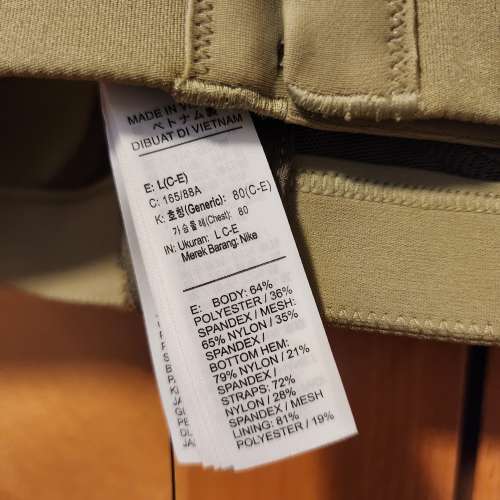 MADE IN
ベトナム製
DIBUAT DI VIETNAM
E: L(C-E)
C: 165/88A
K: 호칭(Generic): 80(C-E)
가슴둘레(Chest): 80
IN: Ukuran: L C-E
Merek Barang: Nike
E: BODY: 64%
POLYESTER / 36%
SPANDEX / MESH:
65% NYLON / 35%
SPANDEX /
BOTTOM HEM:
79% NYLON / 21%
SPANDEX /
STRAPS: 72%
NYLON / 28%
SPANDEX / MESH
LINING: 81%
POLYESTER / 19%